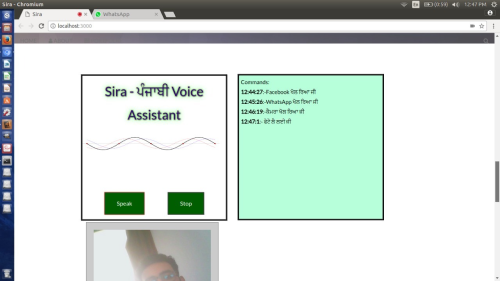 Sira - Chromium
(0:59)
12:47 PM
Sira
WhatsApp
localhost:3000
Sira - ਪੰਜਾਬੀ Voice
Assistant
Speak
Stop
Commands:
12:44:27:-Facebook ਖੋਲ ਦਿਆ ਜੀ
12:45:26:-WhatsApp ਖੋਲ ਦਿਆ ਜੀ
12:46:19:-ਕੈਮਰਾ ਖੋਲ ਦਿਆ ਜੀ
12:47:1:- ਫੋਟੋ ਲੈ ਲਈ ਜੀ